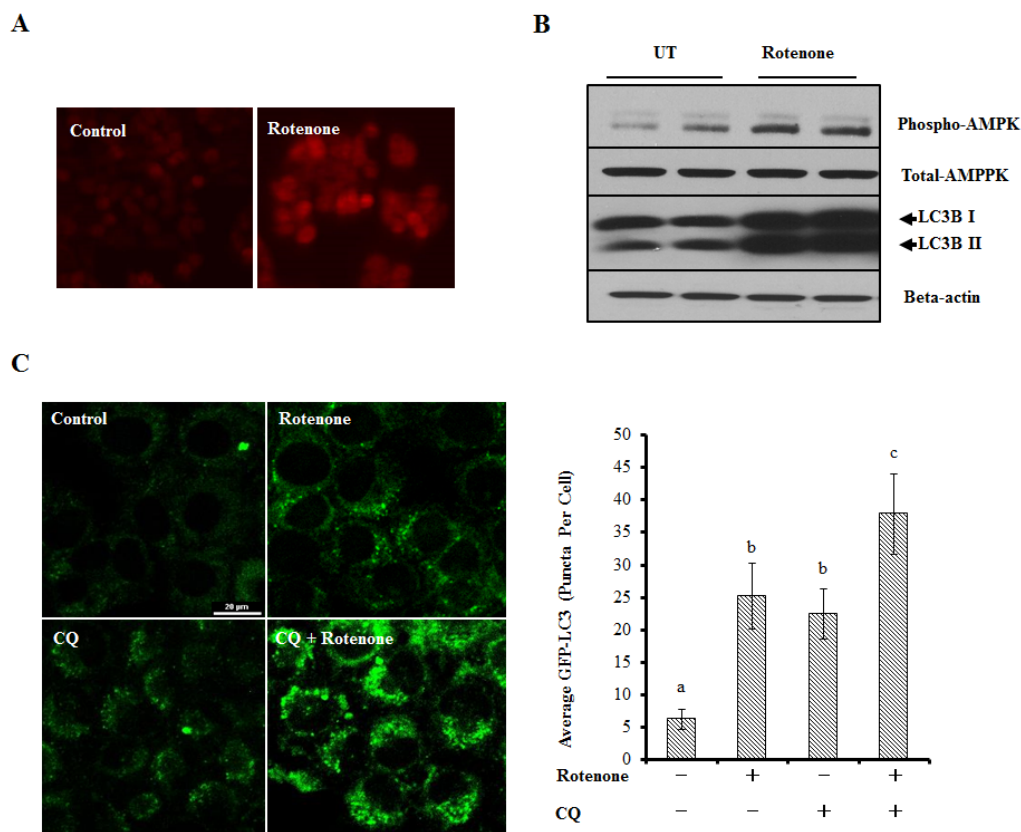 A
Control
Rotenone
B
UT Rotenone
Phospho-AMPK
Total-AMPPK
LC3B I
LC3B II
Beta-actin
C
Control
Rotenone
20 µm
CQ
CQ + Rotenone
Average GFP-LC3 (Puncta Per Cell)
50
45
40
35
30
25
20
15
10
5
0
a
b
b
c
Rotenone − + − +
CQ − − + +